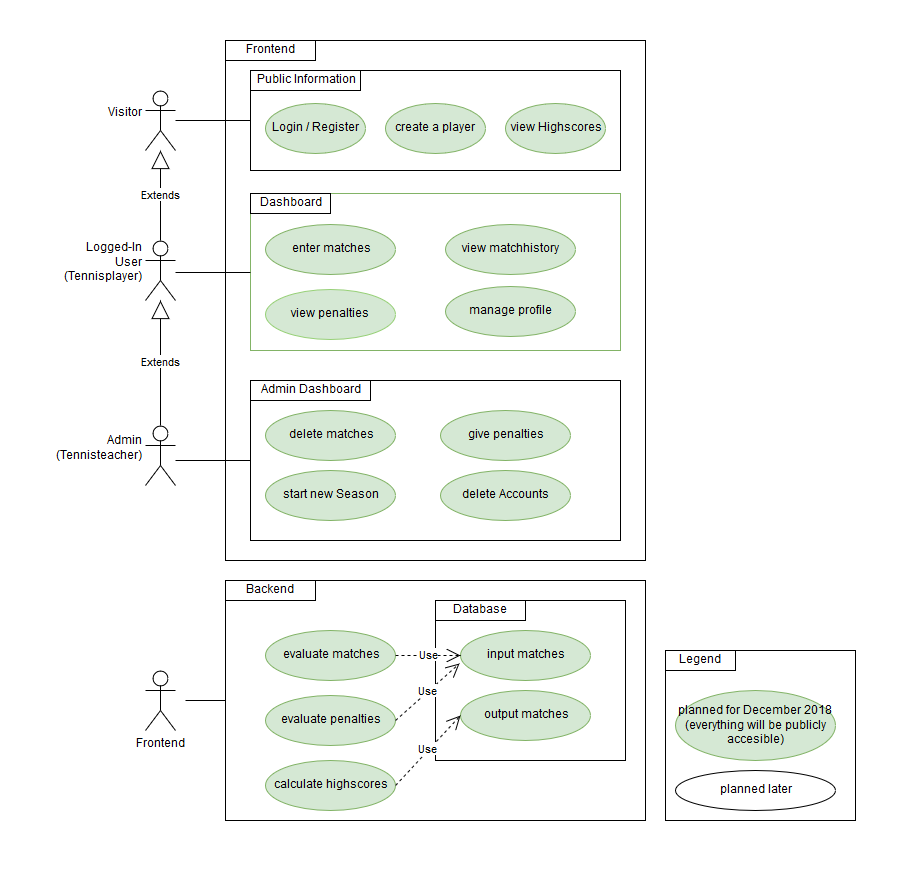 Frontend
Public Information
Visitor
Login / Register
create a player
view Highscores
Extends
Dashboard
Logged-In
User
(Tennisplayer)
enter matches
view matchhistory
view penalties
manage profile
Extends
Admin Dashboard
Admin
(Tennisteacher)
delete matches
give penalties
start new Season
delete Accounts
Backend
Database
evaluate matches
Use
input matches
Use
evaluate penalties
output matches
Use
calculate highscores
Frontend
Legend
planned for December 2018
(everything will be publicly
accesible)
planned later